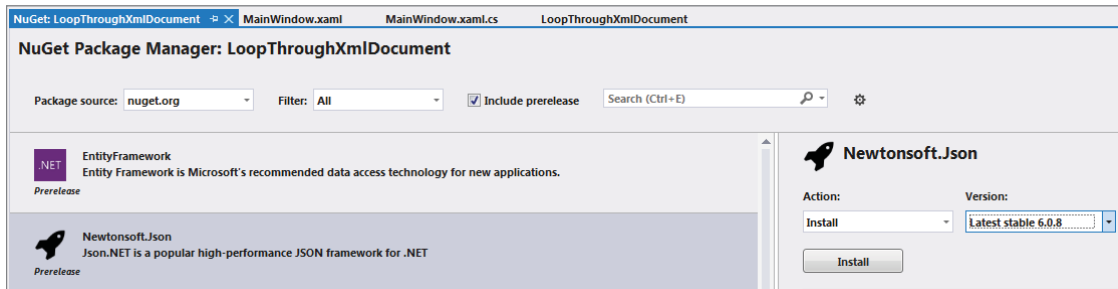 NuGet: LoopThroughXmlDocument MainWindow.xaml MainWindow.xaml.cs LoopThroughXmlDocument
NuGet Package Manager: LoopThroughXmlDocument
Package source: nuget.org Filter: All Include prerelease Search (Ctrl+E)
.NET
EntityFramework
Entity Framework is Microsoft's recommended data access technology for new applications.
Prerelease
Newtonsoft.Json
Json.NET is a popular high-performance JSON framework for .NET
Prerelease
Newtonsoft.Json
Action: Version:
Install Latest stable 6.0.8
Install